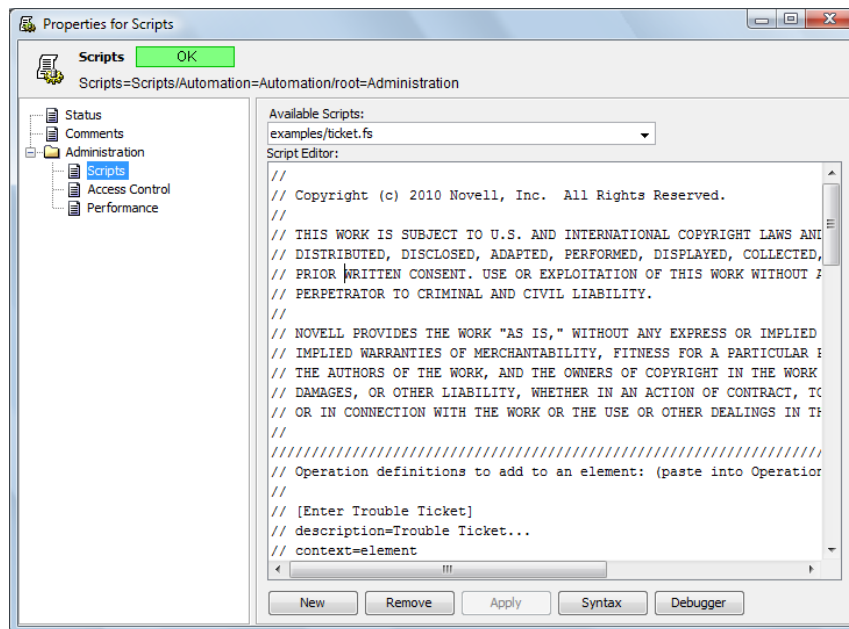 Properties for Scripts
Scripts OK
Scripts=Scripts/Automation=Automation/root=Administration
Status
Comments
Administration
Scripts
Access Control
Performance
Available Scripts:
examples/ticket.fs
Script Editor:
//
// Copyright (c) 2010 Novell, Inc.  All Rights Reserved.
//
// THIS WORK IS SUBJECT TO U.S. AND INTERNATIONAL COPYRIGHT LAWS AND
// DISTRIBUTED, DISCLOSED, ADAPTED, PERFORMED, DISPLAYED, COLLECTED,
// PRIOR WRITTEN CONSENT. USE OR EXPLOITATION OF THIS WORK WITHOUT A
// PERPETRATOR TO CRIMINAL AND CIVIL LIABILITY.
//
// NOVELL PROVIDES THE WORK "AS IS," WITHOUT ANY EXPRESS OR IMPLIED
// IMPLIED WARRANTIES OF MERCHANTABILITY, FITNESS FOR A PARTICULAR P
// THE AUTHORS OF THE WORK, AND THE OWNERS OF COPYRIGHT IN THE WORK
// DAMAGES, OR OTHER LIABILITY, WHETHER IN AN ACTION OF CONTRACT, TO
// OR IN CONNECTION WITH THE WORK OR THE USE OR OTHER DEALINGS IN TH
//
//////////////////////////////////////////////////////////////////////
// Operation definitions to add to an element: (paste into Operation
//
// [Enter Trouble Ticket]
// description=Trouble Ticket...
// context=element
New Remove Apply Syntax Debugger